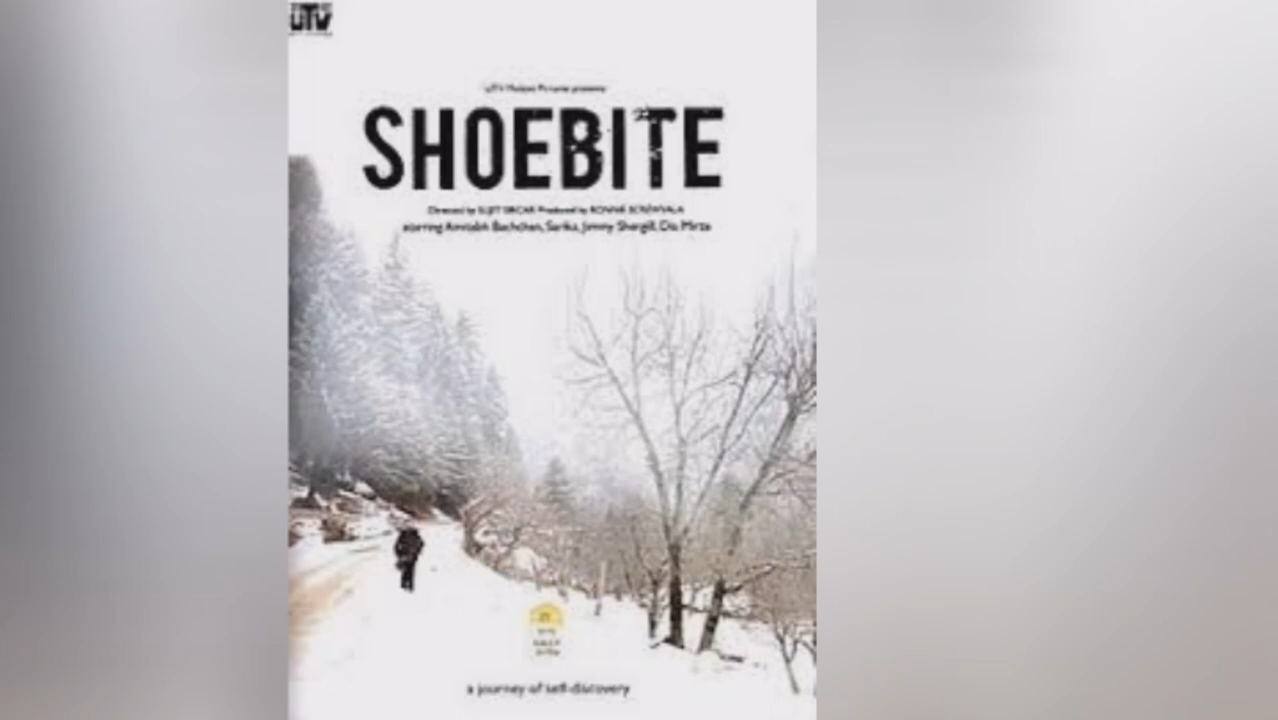 UTV
UTV Motion Pictures presents
SHOEBITE
Directed by SUJIT SIRCAR Produced by RONNIE SCREWVALA
starring Amitabh Bachchan, Sarika, Jimmy Shergill, Dia Mirza
a journey of self-discovery